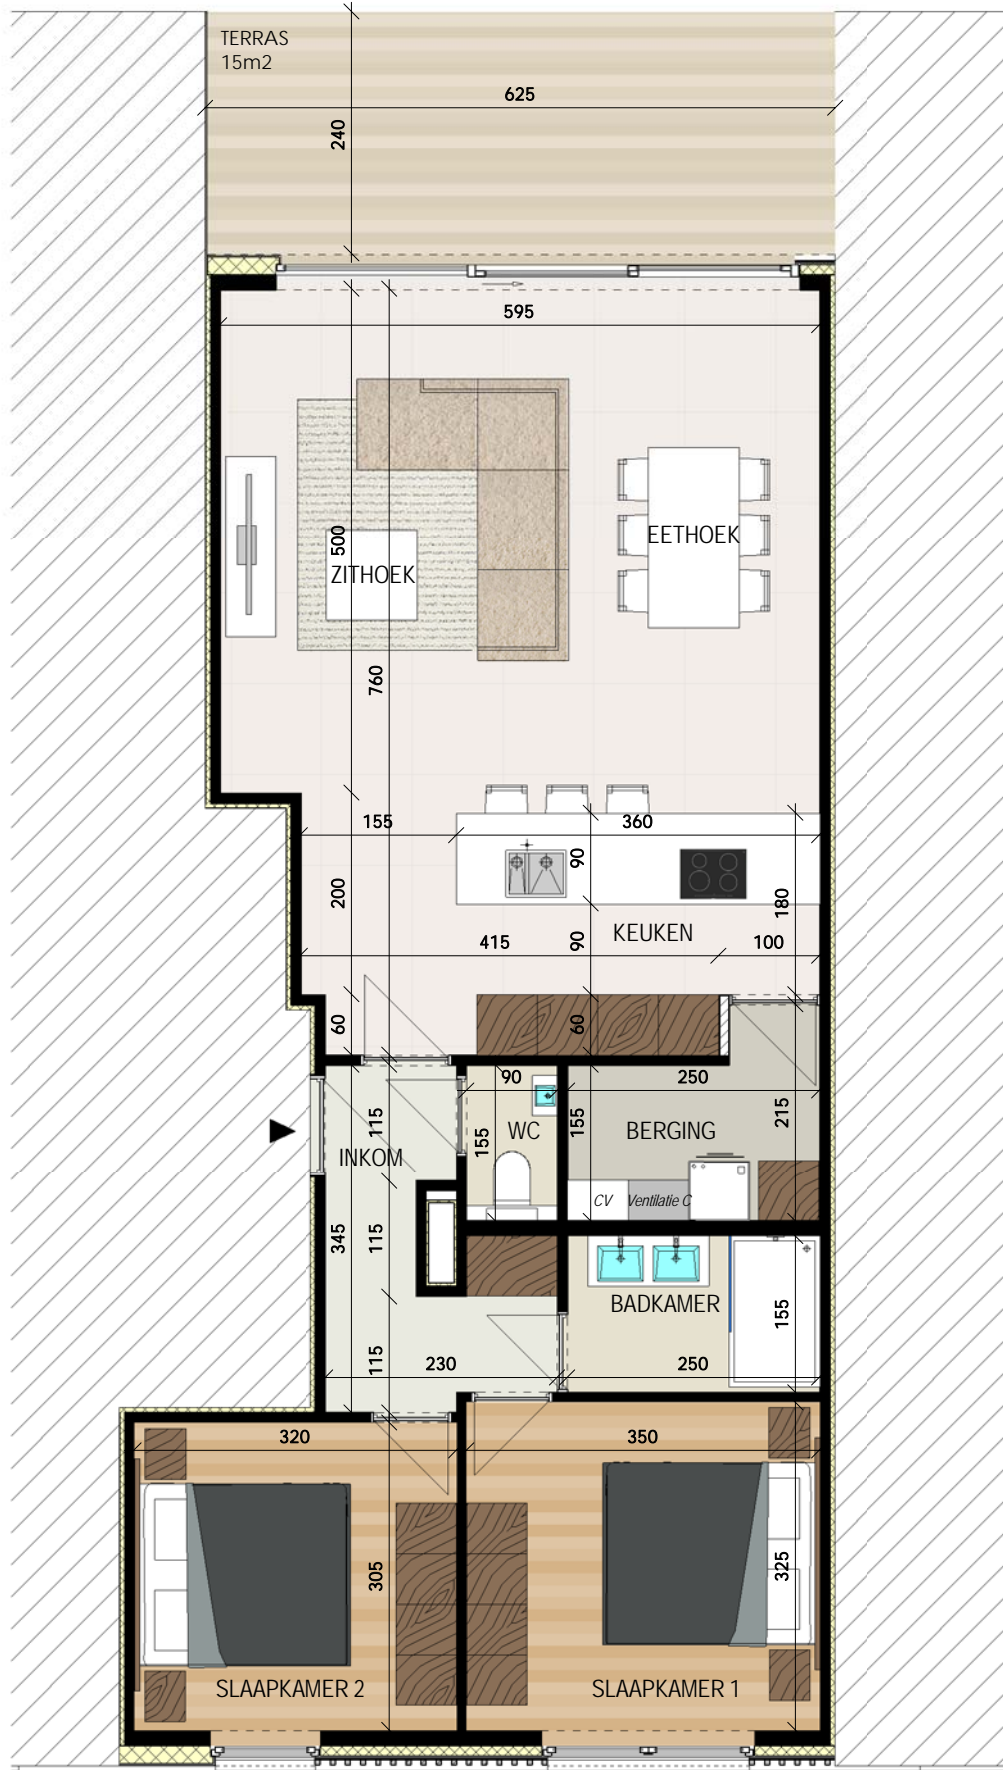 TERRAS
15m2
625
240
595
500
ZITHOEK
EETHOEK
760
155
360
90
200
180
KEUKEN
90
415
100
60
60
90
250
115
155
WC
155
BERGING
215
INKOM
CV
Ventilatie C
345
115
BADKAMER
155
115
230
250
320
350
305
325
SLAAPKAMER 2
SLAAPKAMER 1